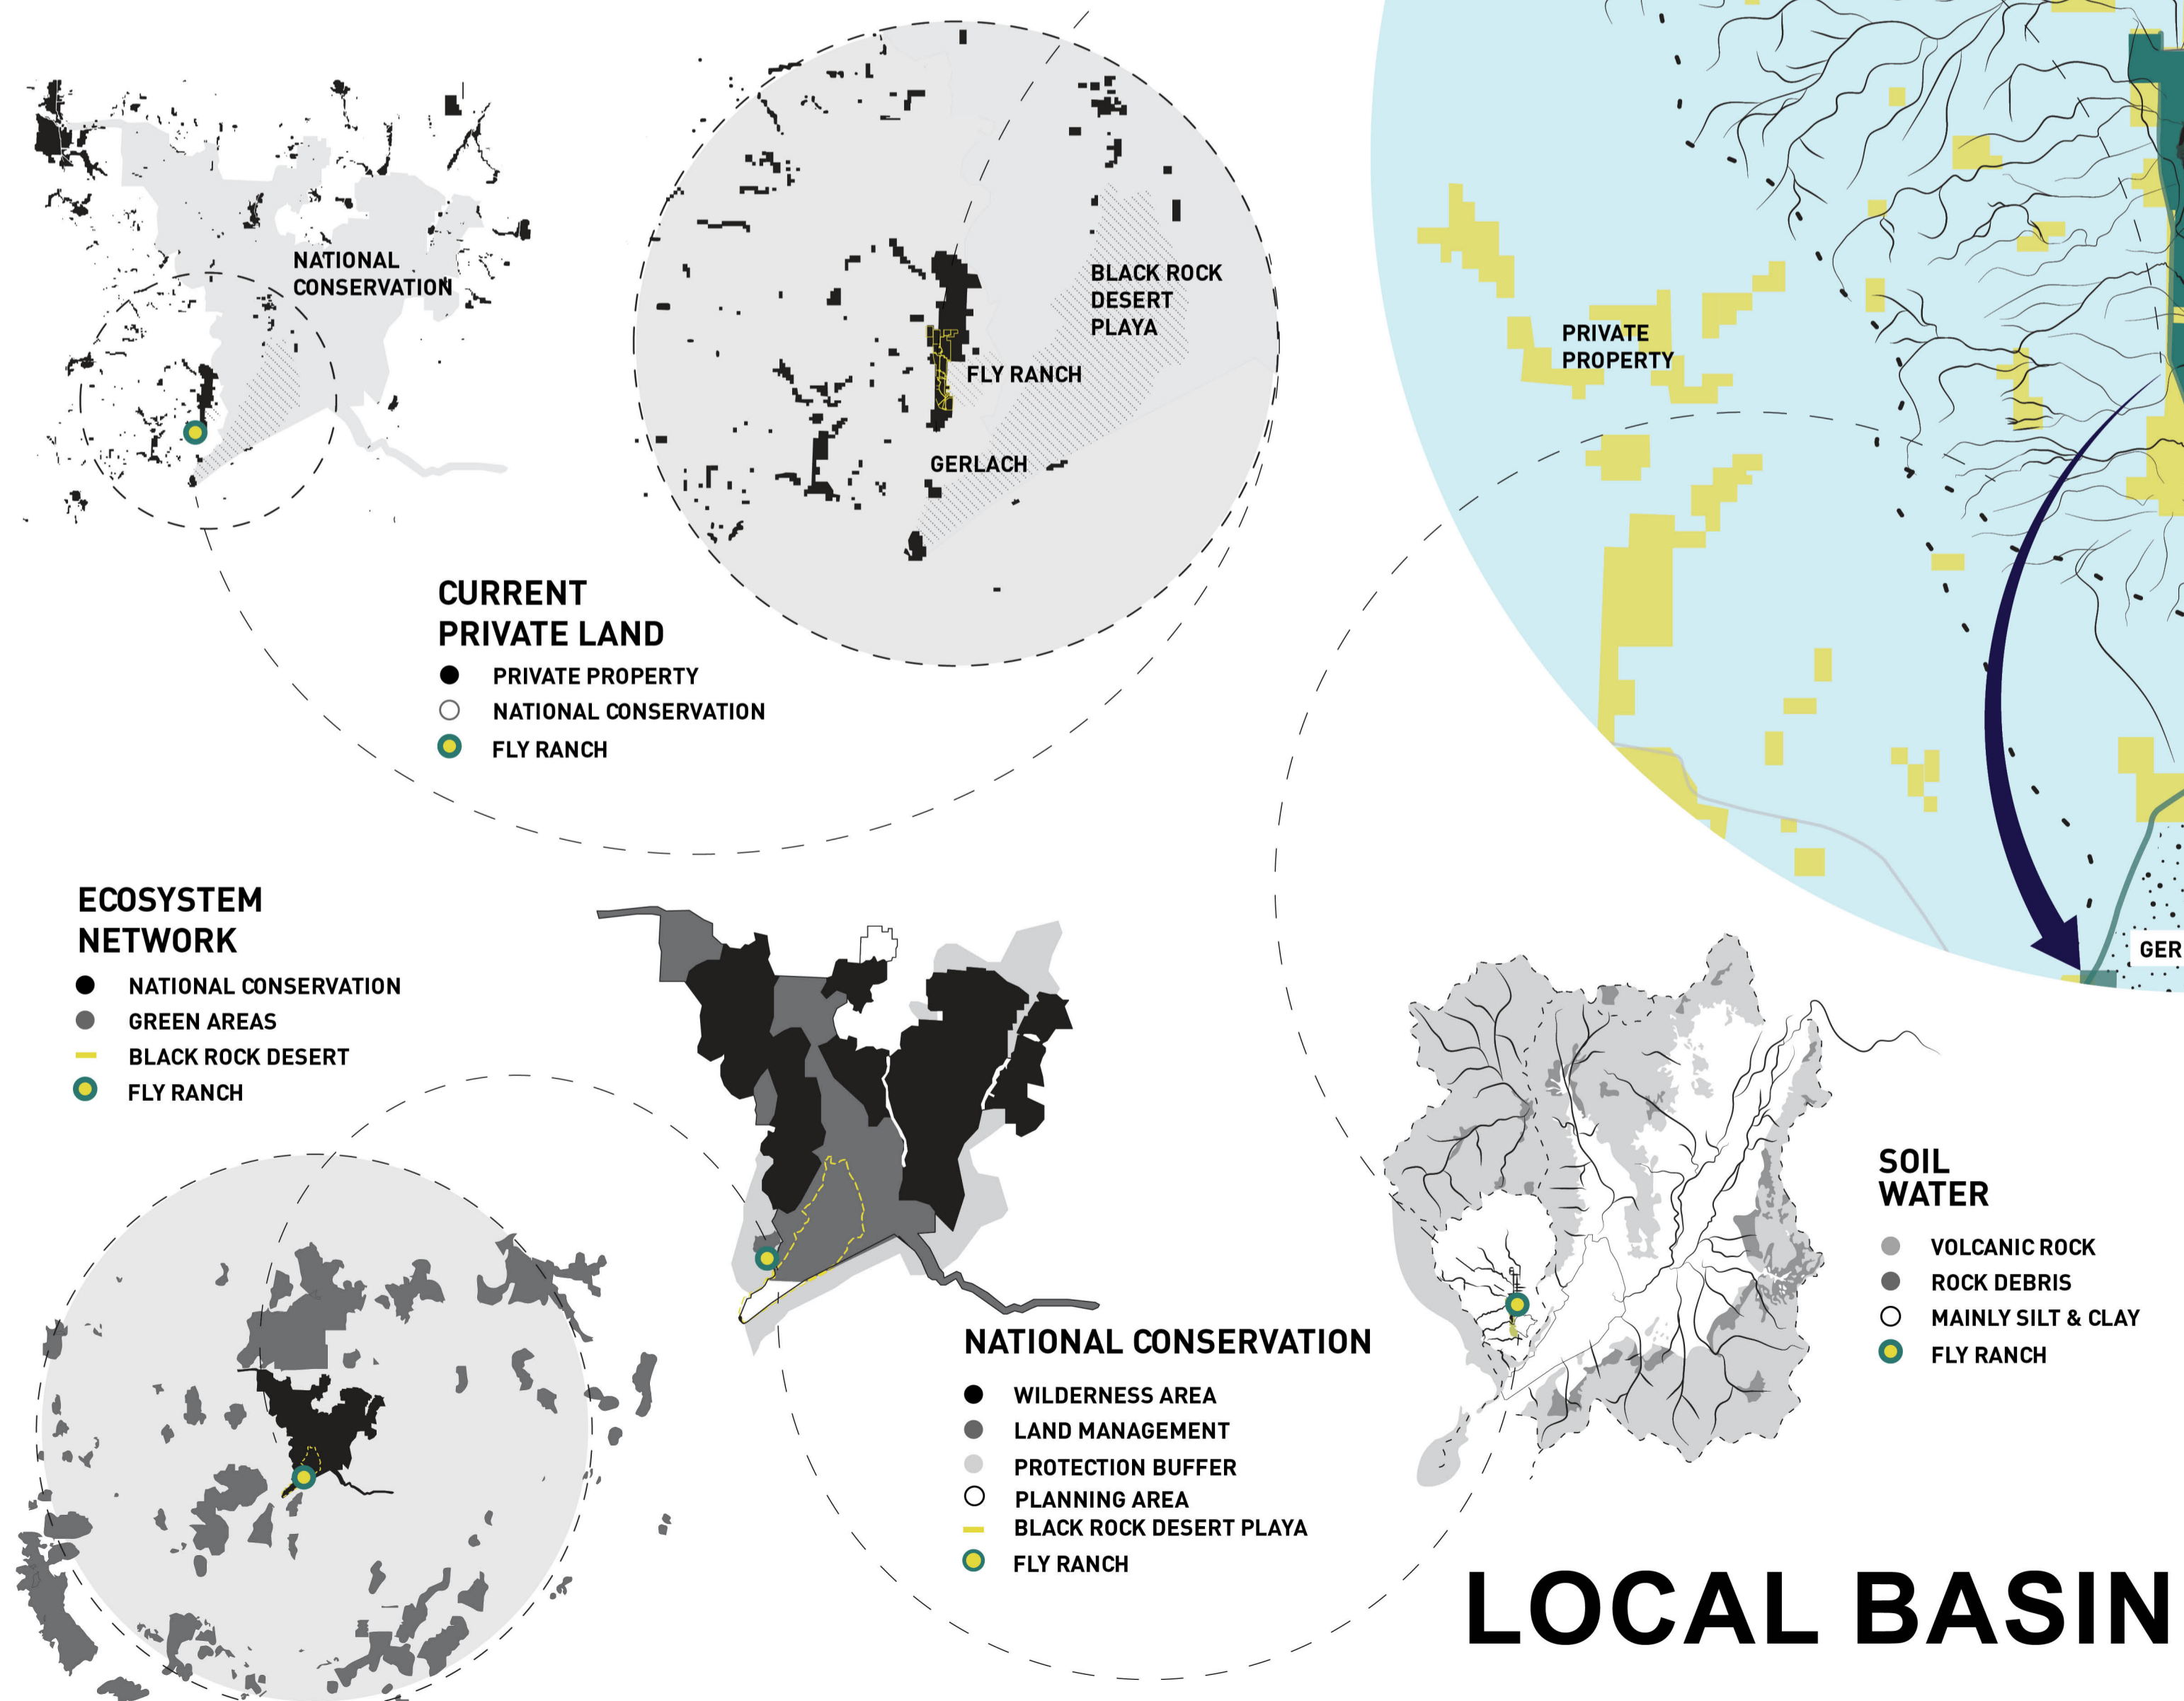 NATIONAL
CONSERVATION
BLACK ROCK
DESERT
PLAYA
FLY RANCH
GERLACH
PRIVATE
PROPERTY
CURRENT
PRIVATE LAND
PRIVATE PROPERTY
NATIONAL CONSERVATION
FLY RANCH
ECOSYSTEM
NETWORK
NATIONAL CONSERVATION
GREEN AREAS
BLACK ROCK DESERT
FLY RANCH
GER
SOIL
WATER
VOLCANIC ROCK
ROCK DEBRIS
MAINLY SILT & CLAY
FLY RANCH
NATIONAL CONSERVATION
WILDERNESS AREA
LAND MANAGEMENT
PROTECTION BUFFER
PLANNING AREA
BLACK ROCK DESERT PLAYA
FLY RANCH
LOCAL BASIN